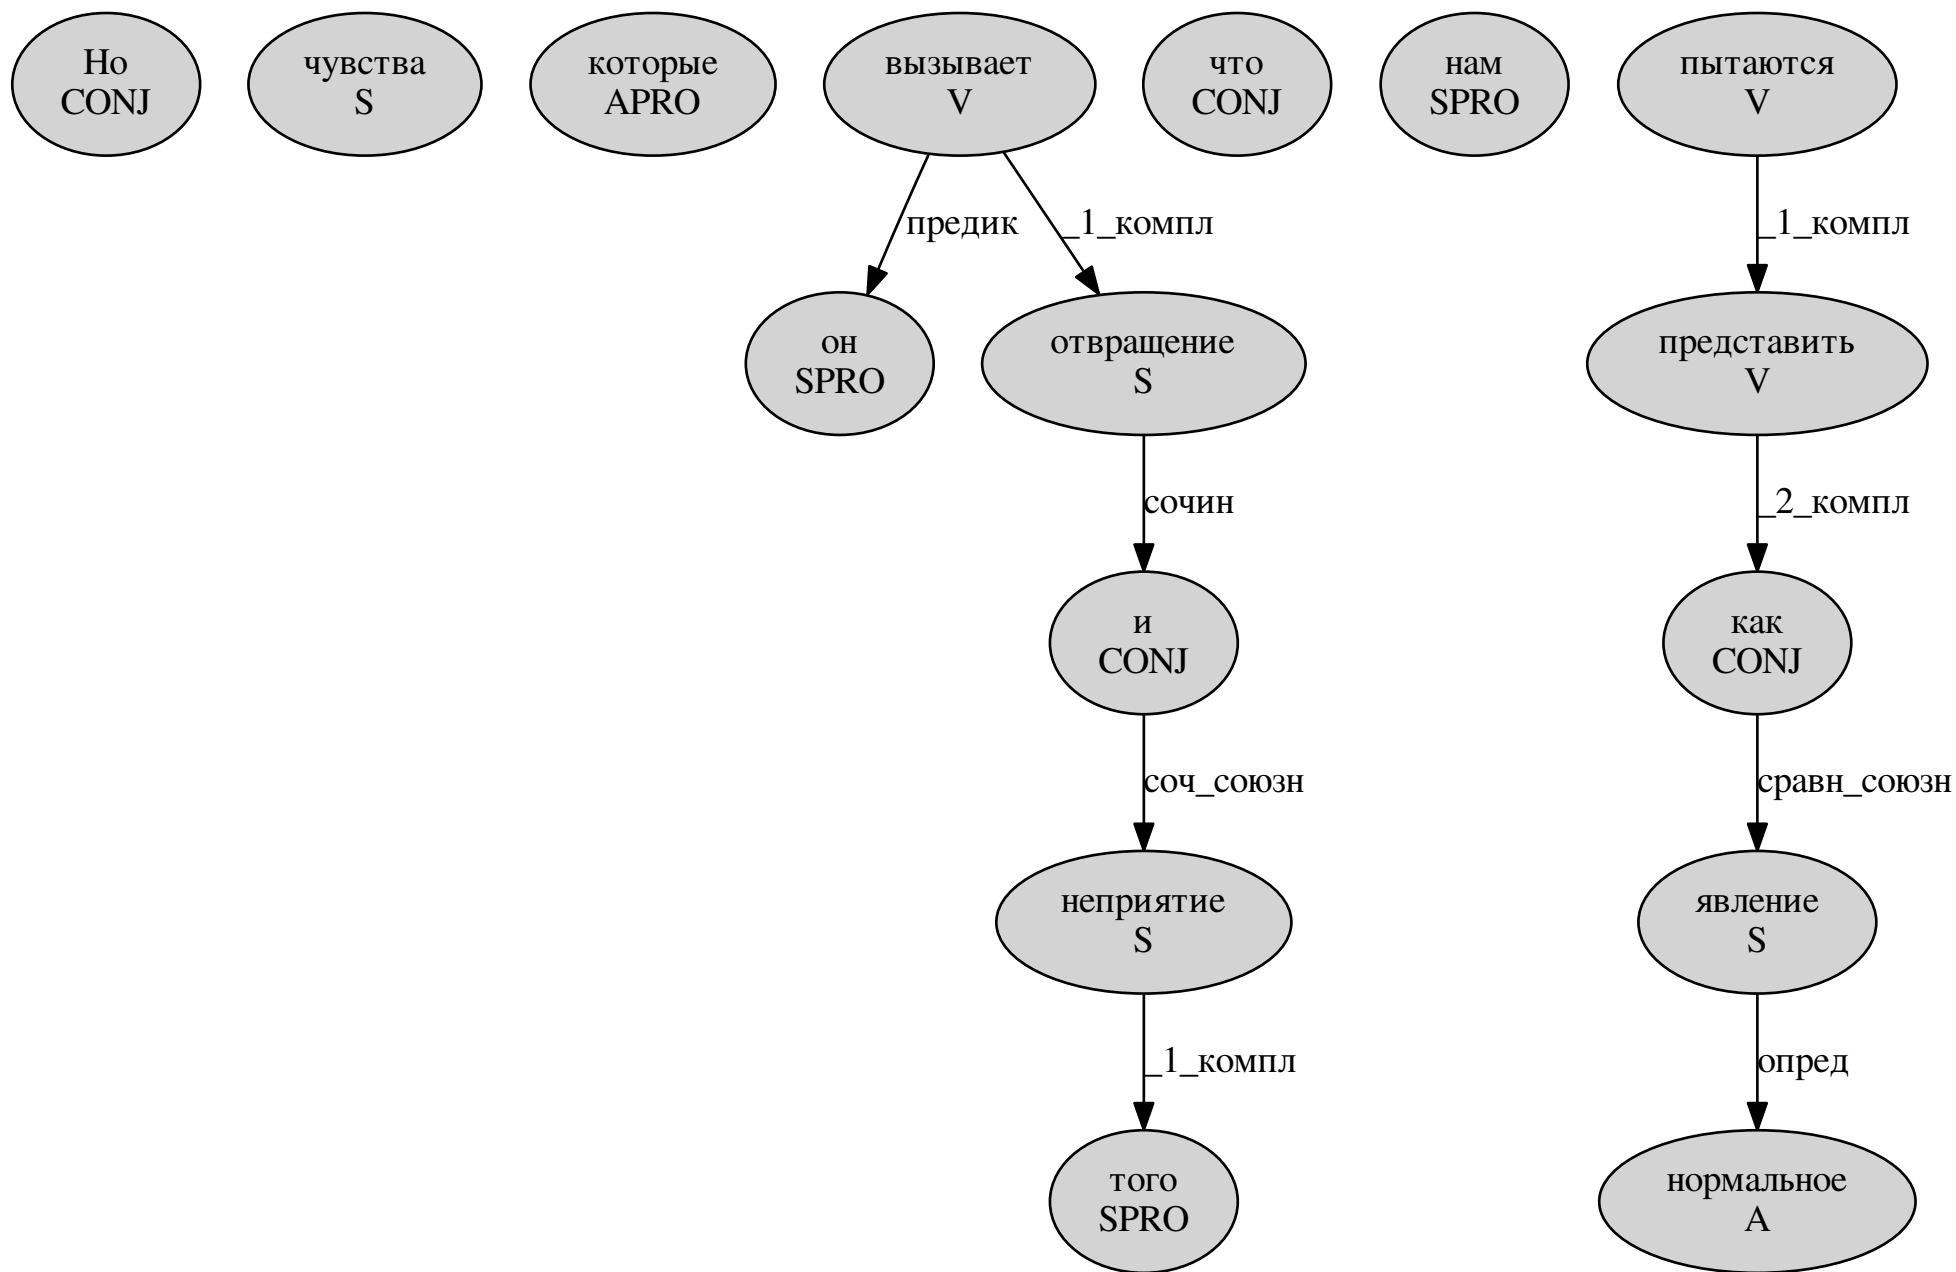 Но
CONJ
чувства
S
которые
APRO
вызывает
V
что
CONJ
нам
SPRO
пытаются
V
предик
_1_компл
_1_компл
он
SPRO
отвращение
S
представить
V
сочин
_2_компл
и
CONJ
как
CONJ
соч_союзн
сравн_союзн
неприятие
S
явление
S
_1_компл
опред
того
SPRO
нормальное
A